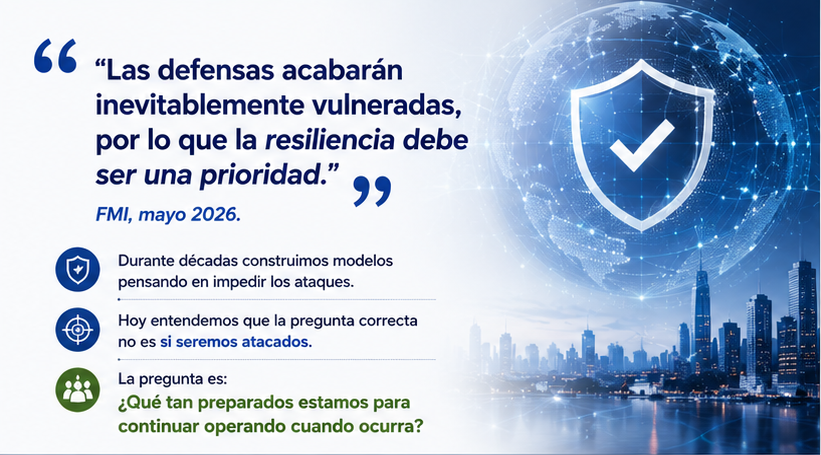 “Las defensas acabarán
inevitablemente vulneradas,
por lo que la resiliencia debe
ser una prioridad.”
FMI, mayo 2026.
Durante décadas construimos modelos
pensando en impedir los ataques.
Hoy entendemos que la pregunta correcta
no es si seremos atacados.
La pregunta es:
¿Qué tan preparados estamos para
continuar operando cuando ocurra?